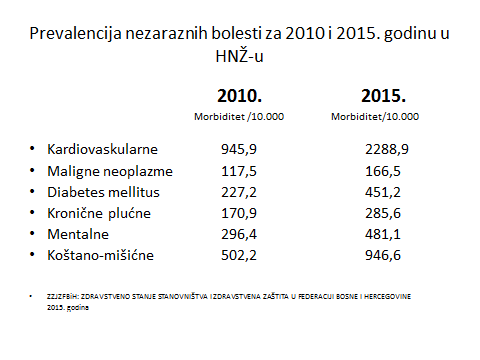 Prevalencija nezaraznih bolesti za 2010 i 2015. godinu u
HNŽ-u
2010. 2015.
Morbiditet /10.000 Morbiditet/10.000
• Kardiovaskularne 945,9 2288,9
• Maligne neoplazme 117,5 166,5
• Diabetes mellitus 227,2 451,2
• Kronične plućne 170,9 285,6
• Mentalne 296,4 481,1
• Koštano-mišićne 502,2 946,6
• ZZJZFBiH: ZDRAVSTVENO STANJE STANOVNIŠTVA I ZDRAVSTVENA ZAŠTITA U FEDERACIJI BOSNE I HERCEGOVINE
2015. godina